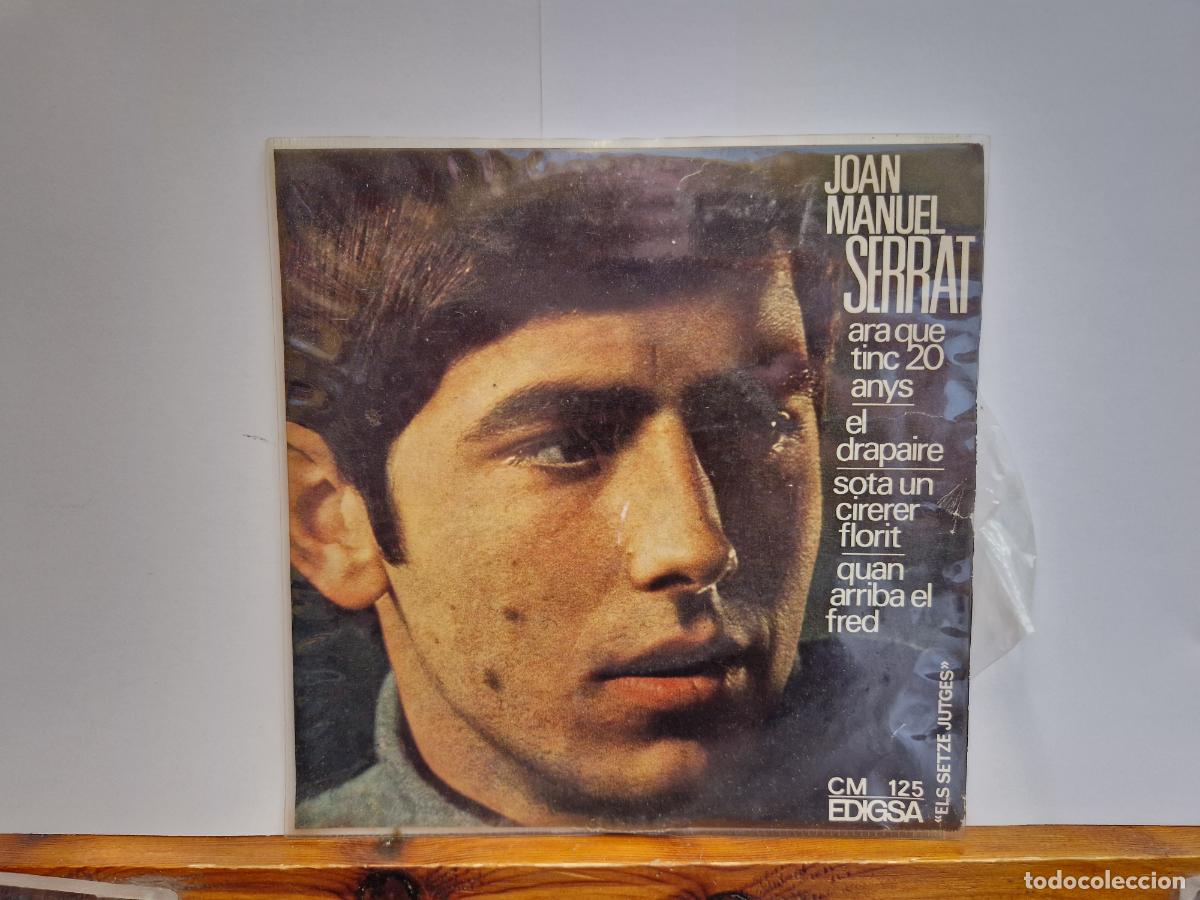 JOAN
MANUEL
SERRAT
ara que
tinc 20
anys
el
drapaire
sota un
cirerer
florit
quan
arriba el
fred
«ELS SETZE JUTGES»
CM 125
EDIGSA
todocoleccion